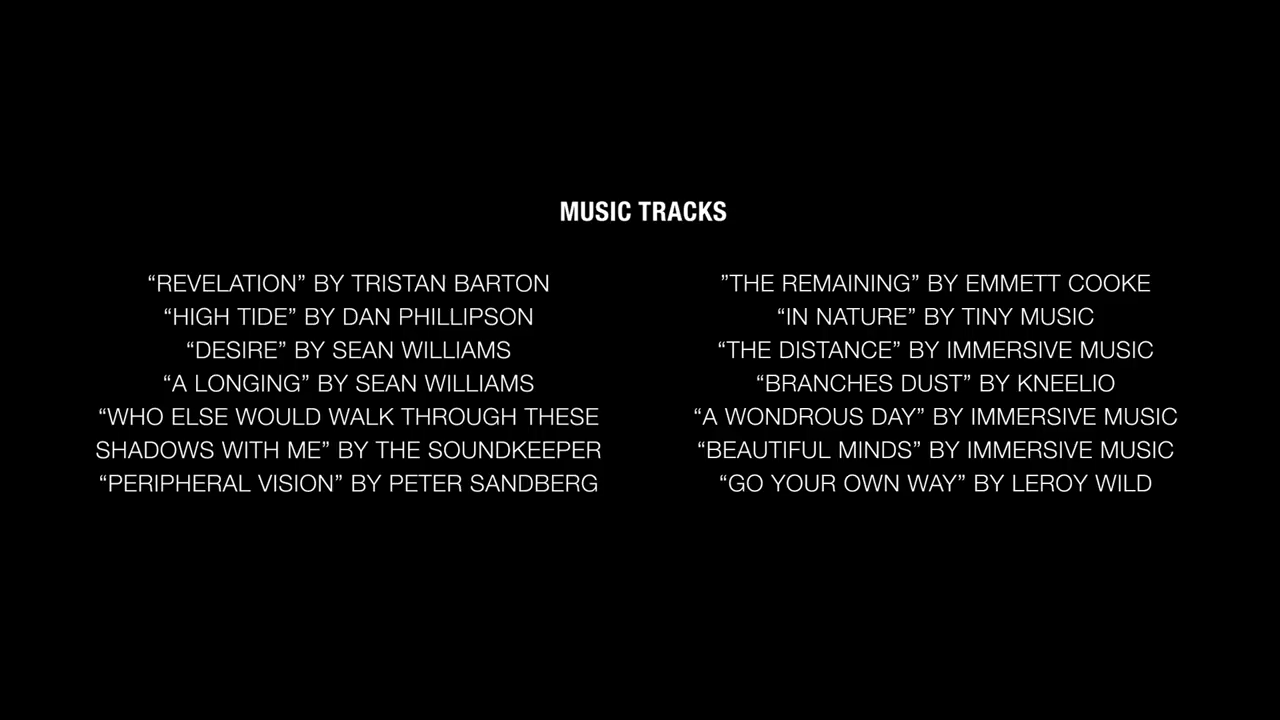 MUSIC TRACKS
“REVELATION” BY TRISTAN BARTON
“HIGH TIDE” BY DAN PHILLIPSON
“DESIRE” BY SEAN WILLIAMS
“A LONGING” BY SEAN WILLIAMS
“WHO ELSE WOULD WALK THROUGH THESE
SHADOWS WITH ME” BY THE SOUNDKEEPER
“PERIPHERAL VISION” BY PETER SANDBERG
”THE REMAINING” BY EMMETT COOKE
“IN NATURE” BY TINY MUSIC
“THE DISTANCE” BY IMMERSIVE MUSIC
“BRANCHES DUST” BY KNEELIO
“A WONDROUS DAY” BY IMMERSIVE MUSIC
“BEAUTIFUL MINDS” BY IMMERSIVE MUSIC
“GO YOUR OWN WAY” BY LEROY WILD